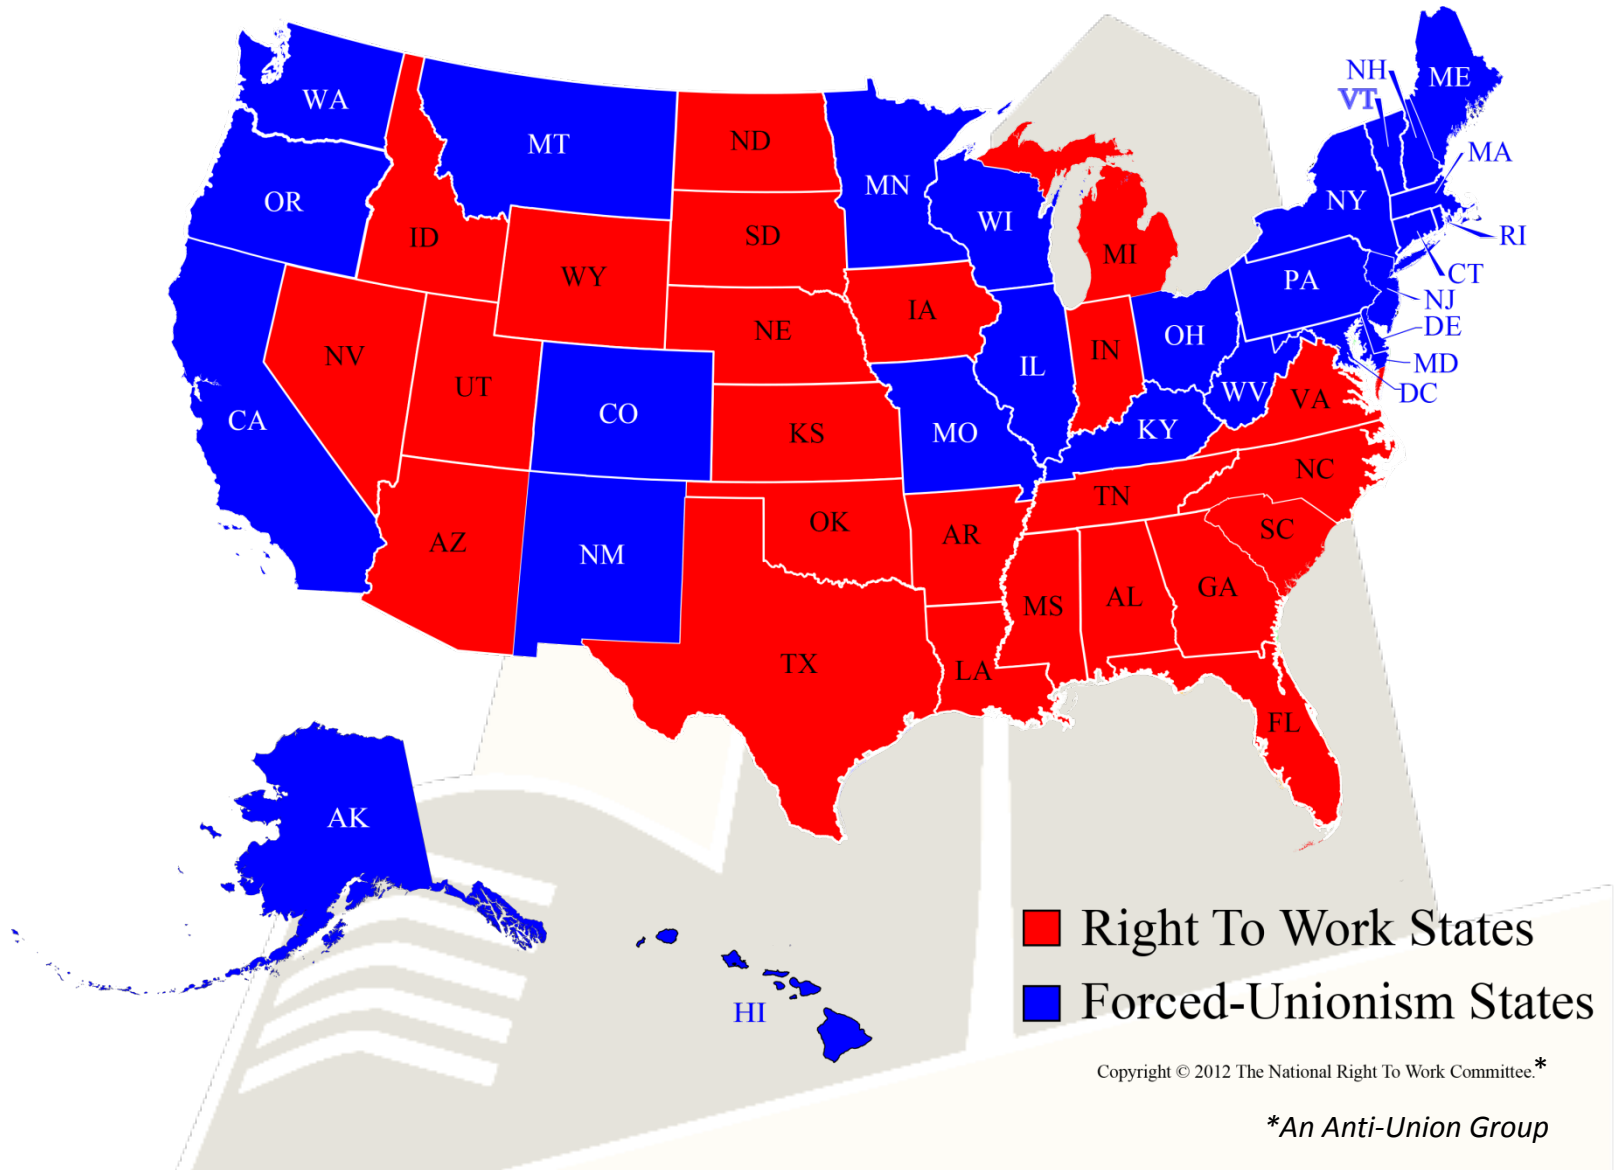 WA
MT
ND
MN
NH
VT
ME
MA
OR
ID
SD
WI
NY
RI
WY
MI
CT
PA
NJ
DE
IA
NE
OH
IN
MD
DC
NV
UT
IL
WV
VA
CO
CA
KS
MO
KY
NC
TN
OK
AR
SC
AZ
NM
MS
AL
GA
TX
LA
FL
AK
HI
Right To Work States
Forced-Unionism States
Copyright © 2012 The National Right To Work Committee.*
*An Anti-Union Group